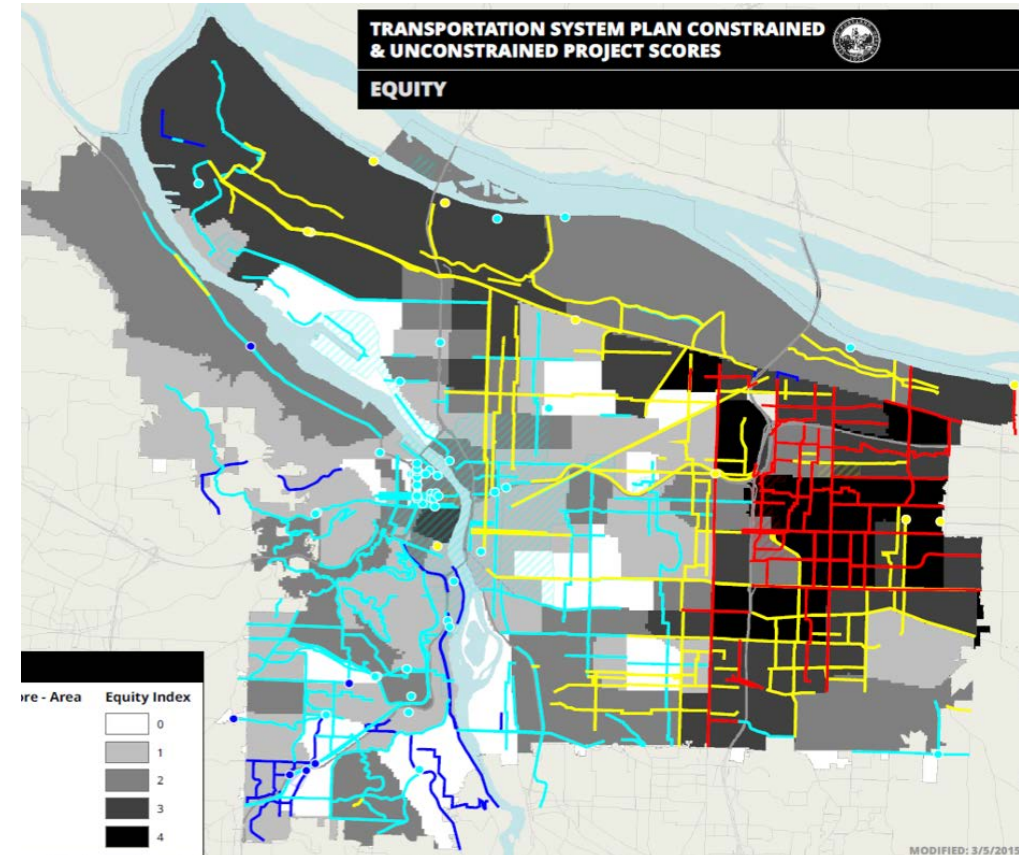 TRANSPORTATION SYSTEM PLAN CONSTRAINED
& UNCONSTRAINED PROJECT SCORES
EQUITY
ore - Area Equity Index
0
1
2
3
4
MODIFIED: 3/5/2015